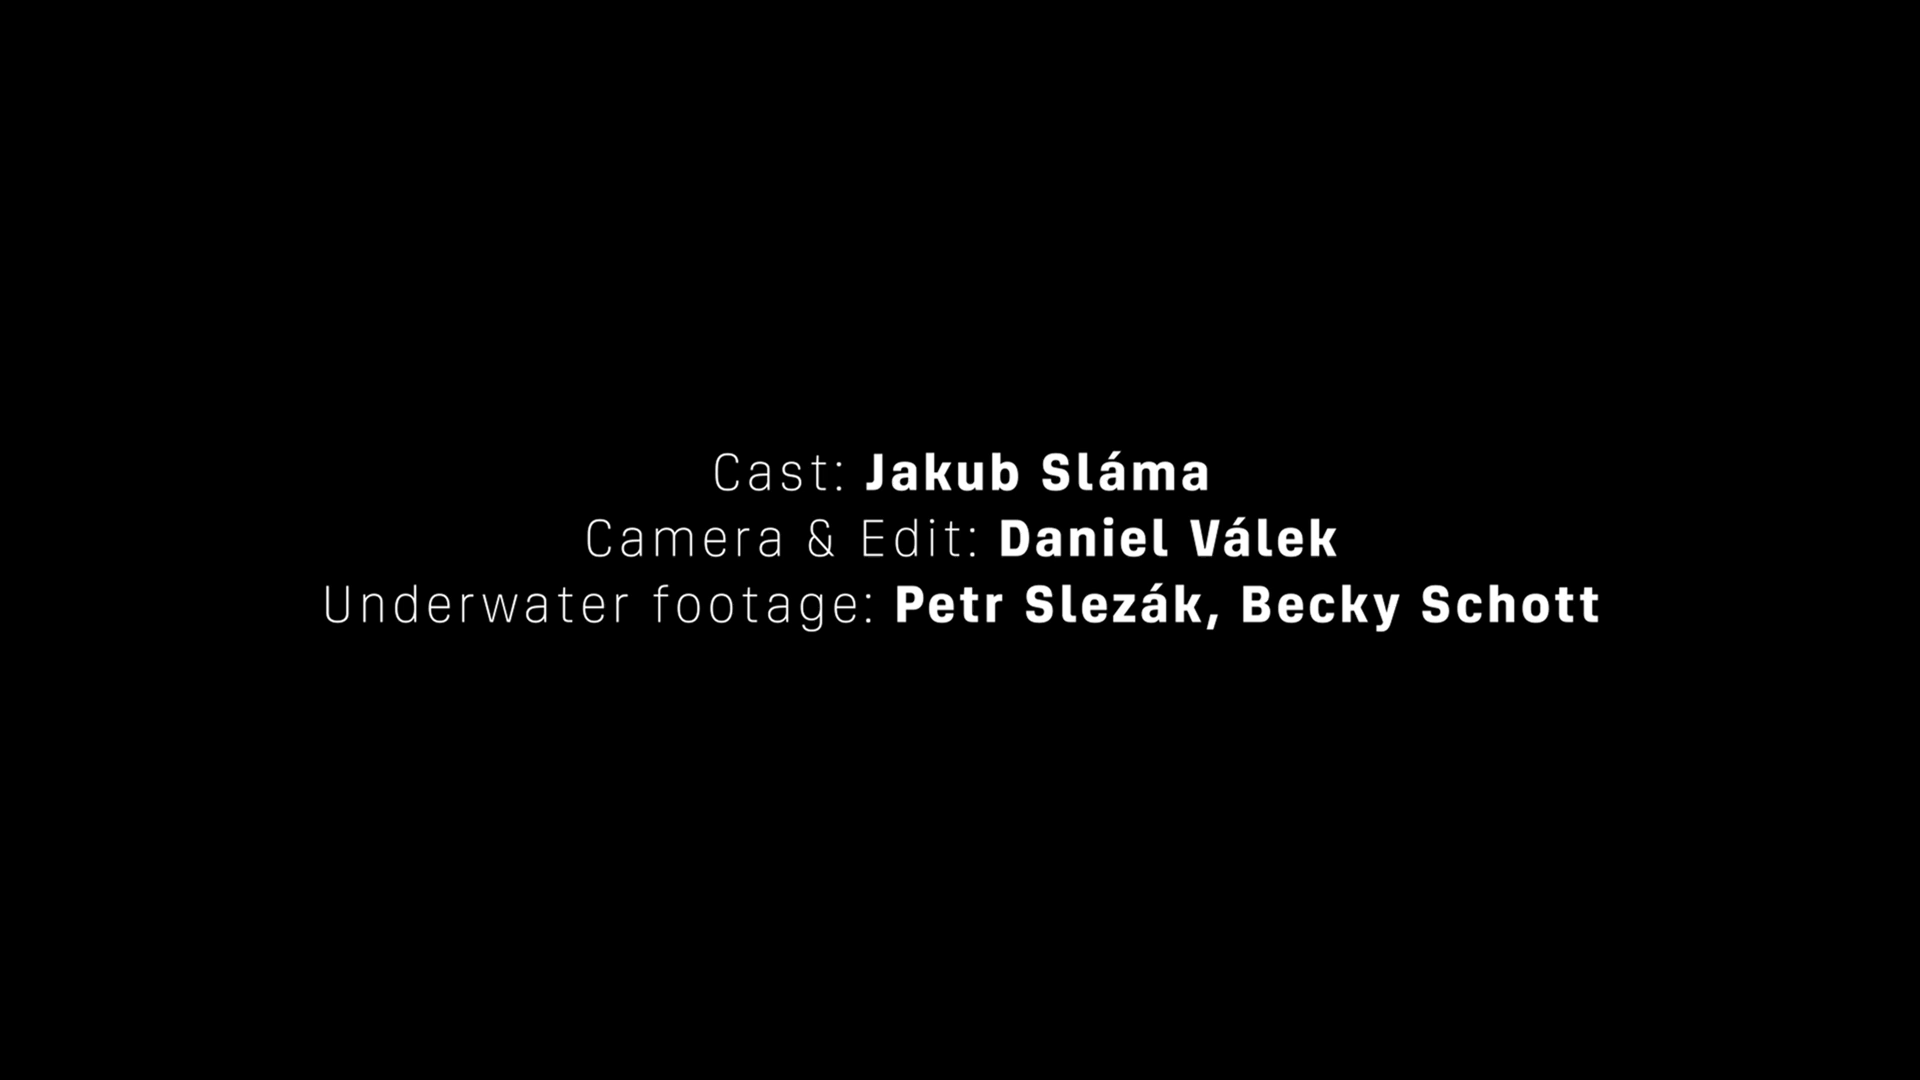 Cast: Jakub Sláma
Camera & Edit: Daniel Válek
Underwater footage: Petr Slezák, Becky Schott